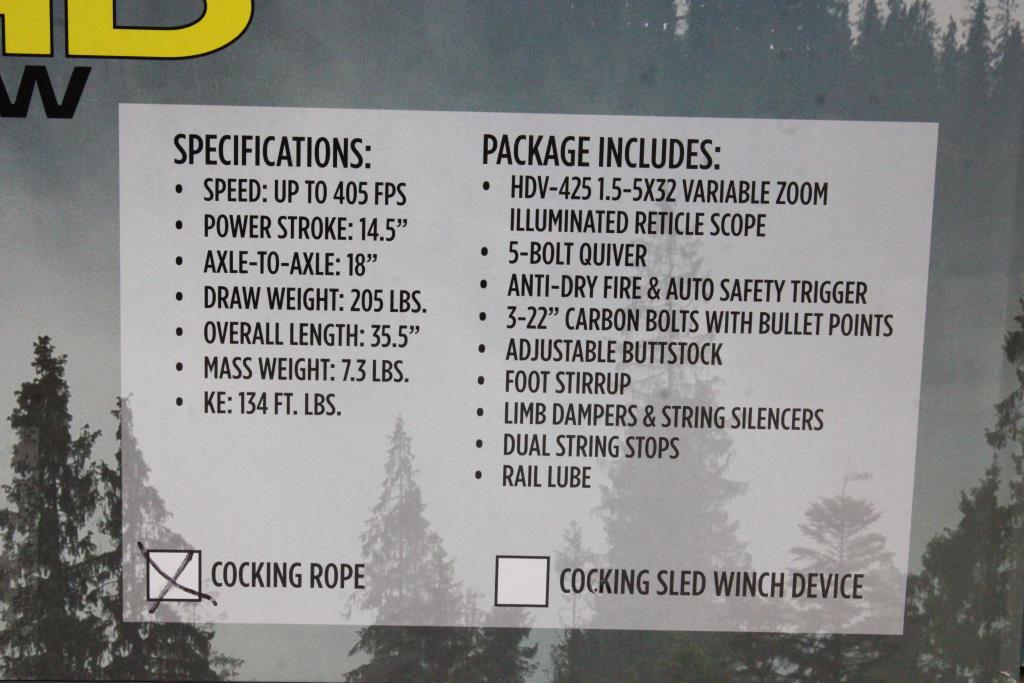 SPECIFICATIONS:
• SPEED: UP TO 405 FPS
• POWER STROKE: 14.5”
• AXLE-TO-AXLE: 18”
• DRAW WEIGHT: 205 LBS.
• OVERALL LENGTH: 35.5”
• MASS WEIGHT: 7.3 LBS.
• KE: 134 FT. LBS.
PACKAGE INCLUDES:
• HDV-425 1.5-5X32 VARIABLE ZOOM
ILLUMINATED RETICLE SCOPE
• 5-BOLT QUIVER
• ANTI-DRY FIRE & AUTO SAFETY TRIGGER
• 3-22” CARBON BOLTS WITH BULLET POINTS
• ADJUSTABLE BUTTSTOCK
• FOOT STIRRUP
• LIMB DAMPERS & STRING SILENCERS
• DUAL STRING STOPS
• RAIL LUBE
COCKING ROPE
COCKING SLED WINCH DEVICE